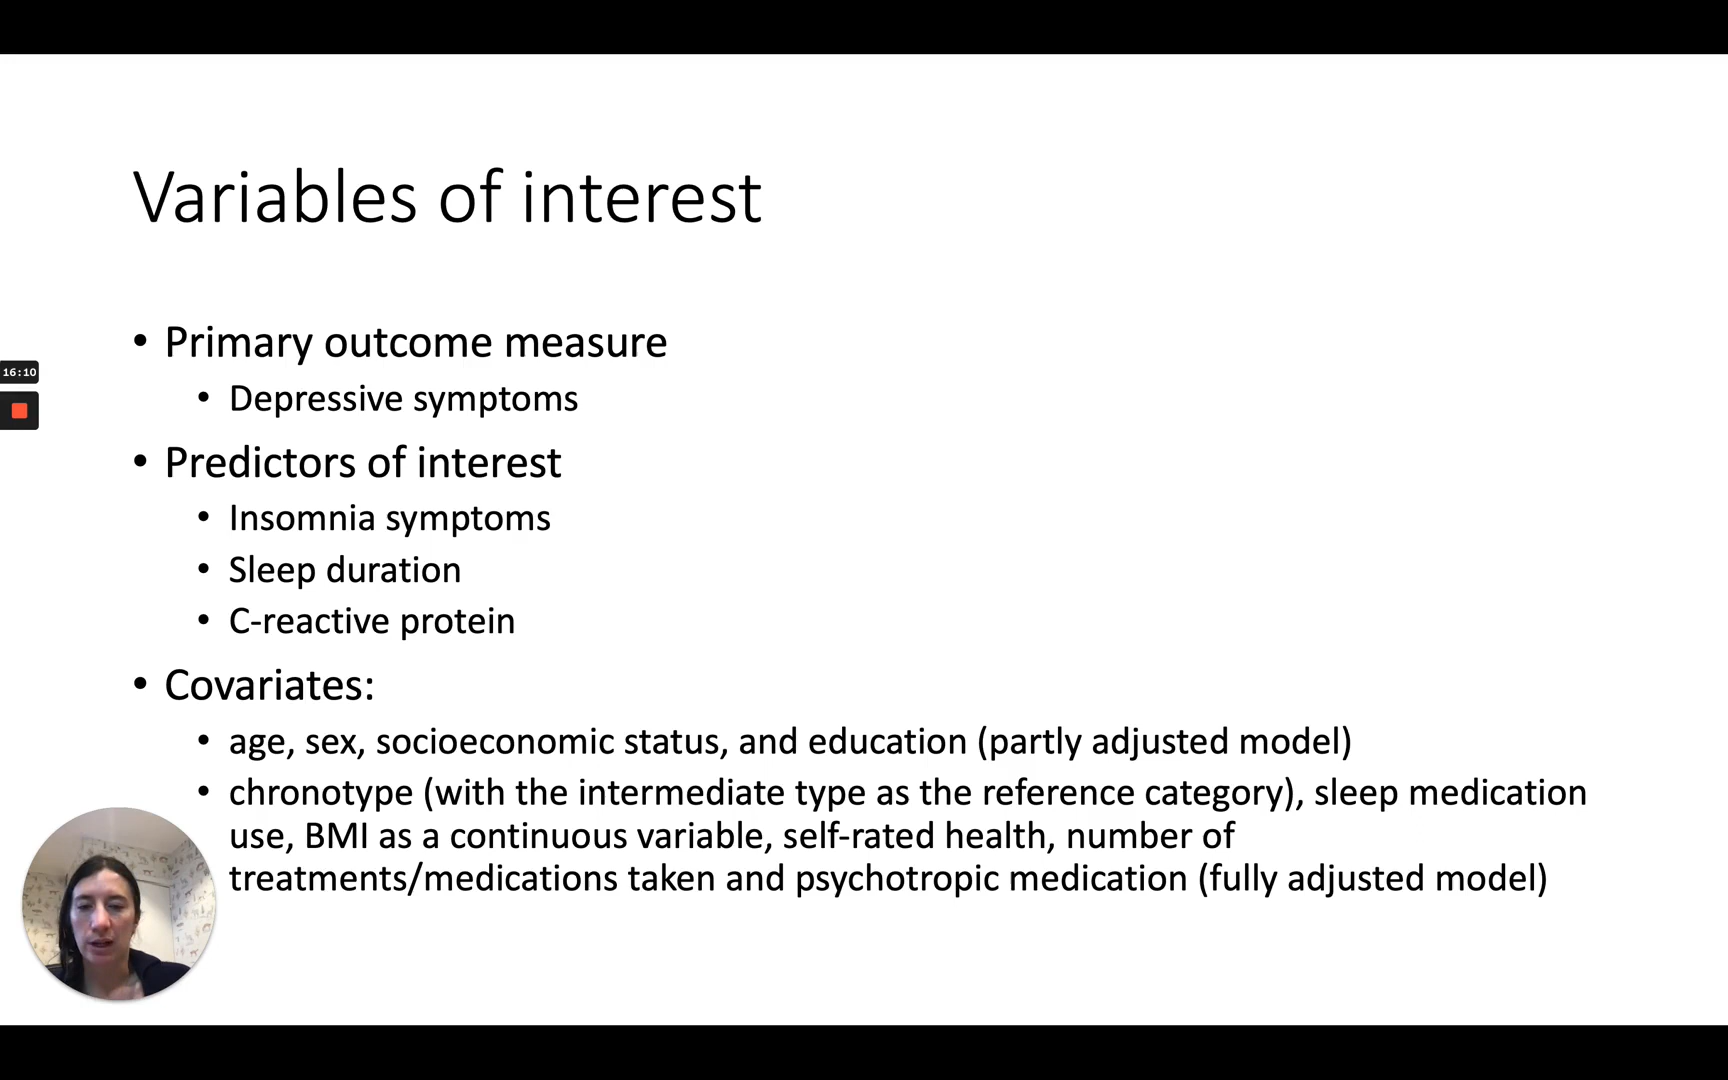 Variables of interest
• Primary outcome measure
• Depressive symptoms
• Predictors of interest
• Insomnia symptoms
• Sleep duration
• C-reactive protein
• Covariates:
• age, sex, socioeconomic status, and education (partly adjusted model)
• chronotype (with the intermediate type as the reference category), sleep medication
use, BMI as a continuous variable, self-rated health, number of
treatments/medications taken and psychotropic medication (fully adjusted model)
16:10